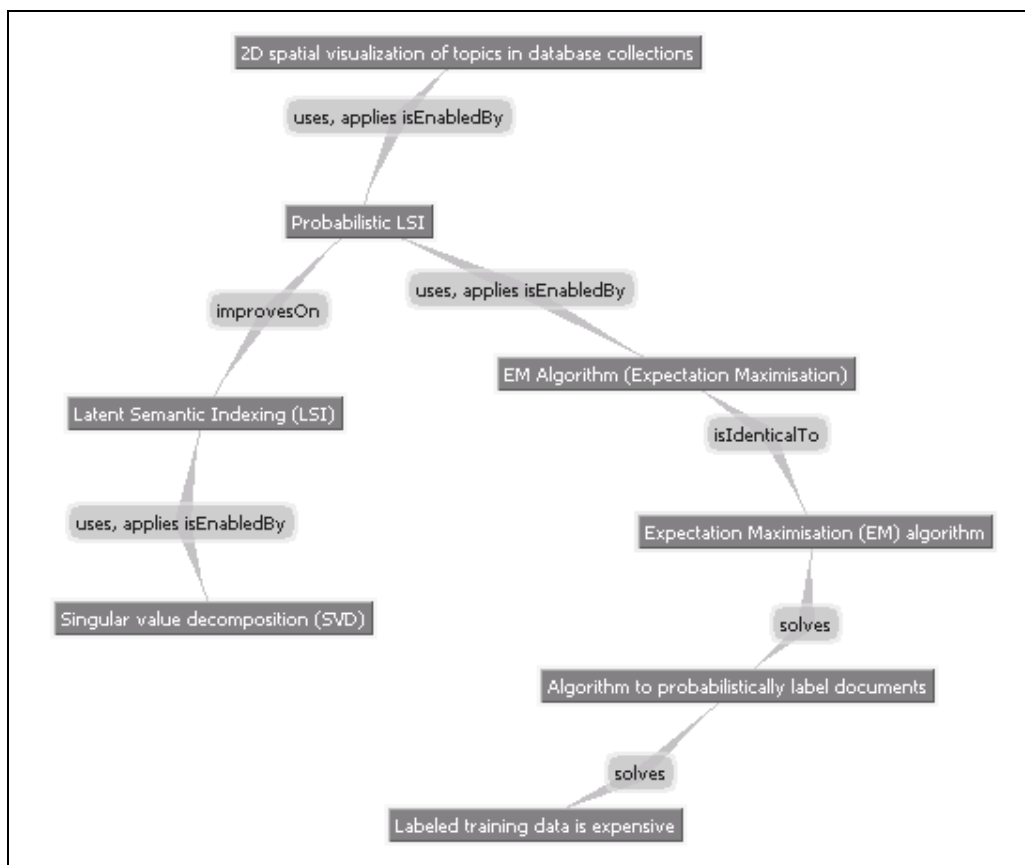 2D spatial visualization of topics in database collections
uses, applies isEnabledBy
Probabilistic LSI
uses, applies isEnabledBy
improvesOn
EM Algorithm (Expectation Maximisation)
Latent Semantic Indexing (LSI)
isIdenticalTo
uses, applies isEnabledBy
Expectation Maximisation (EM) algorithm
Singular value decomposition (SVD)
solves
Algorithm to probabilistically label documents
solves
Labeled training data is expensive